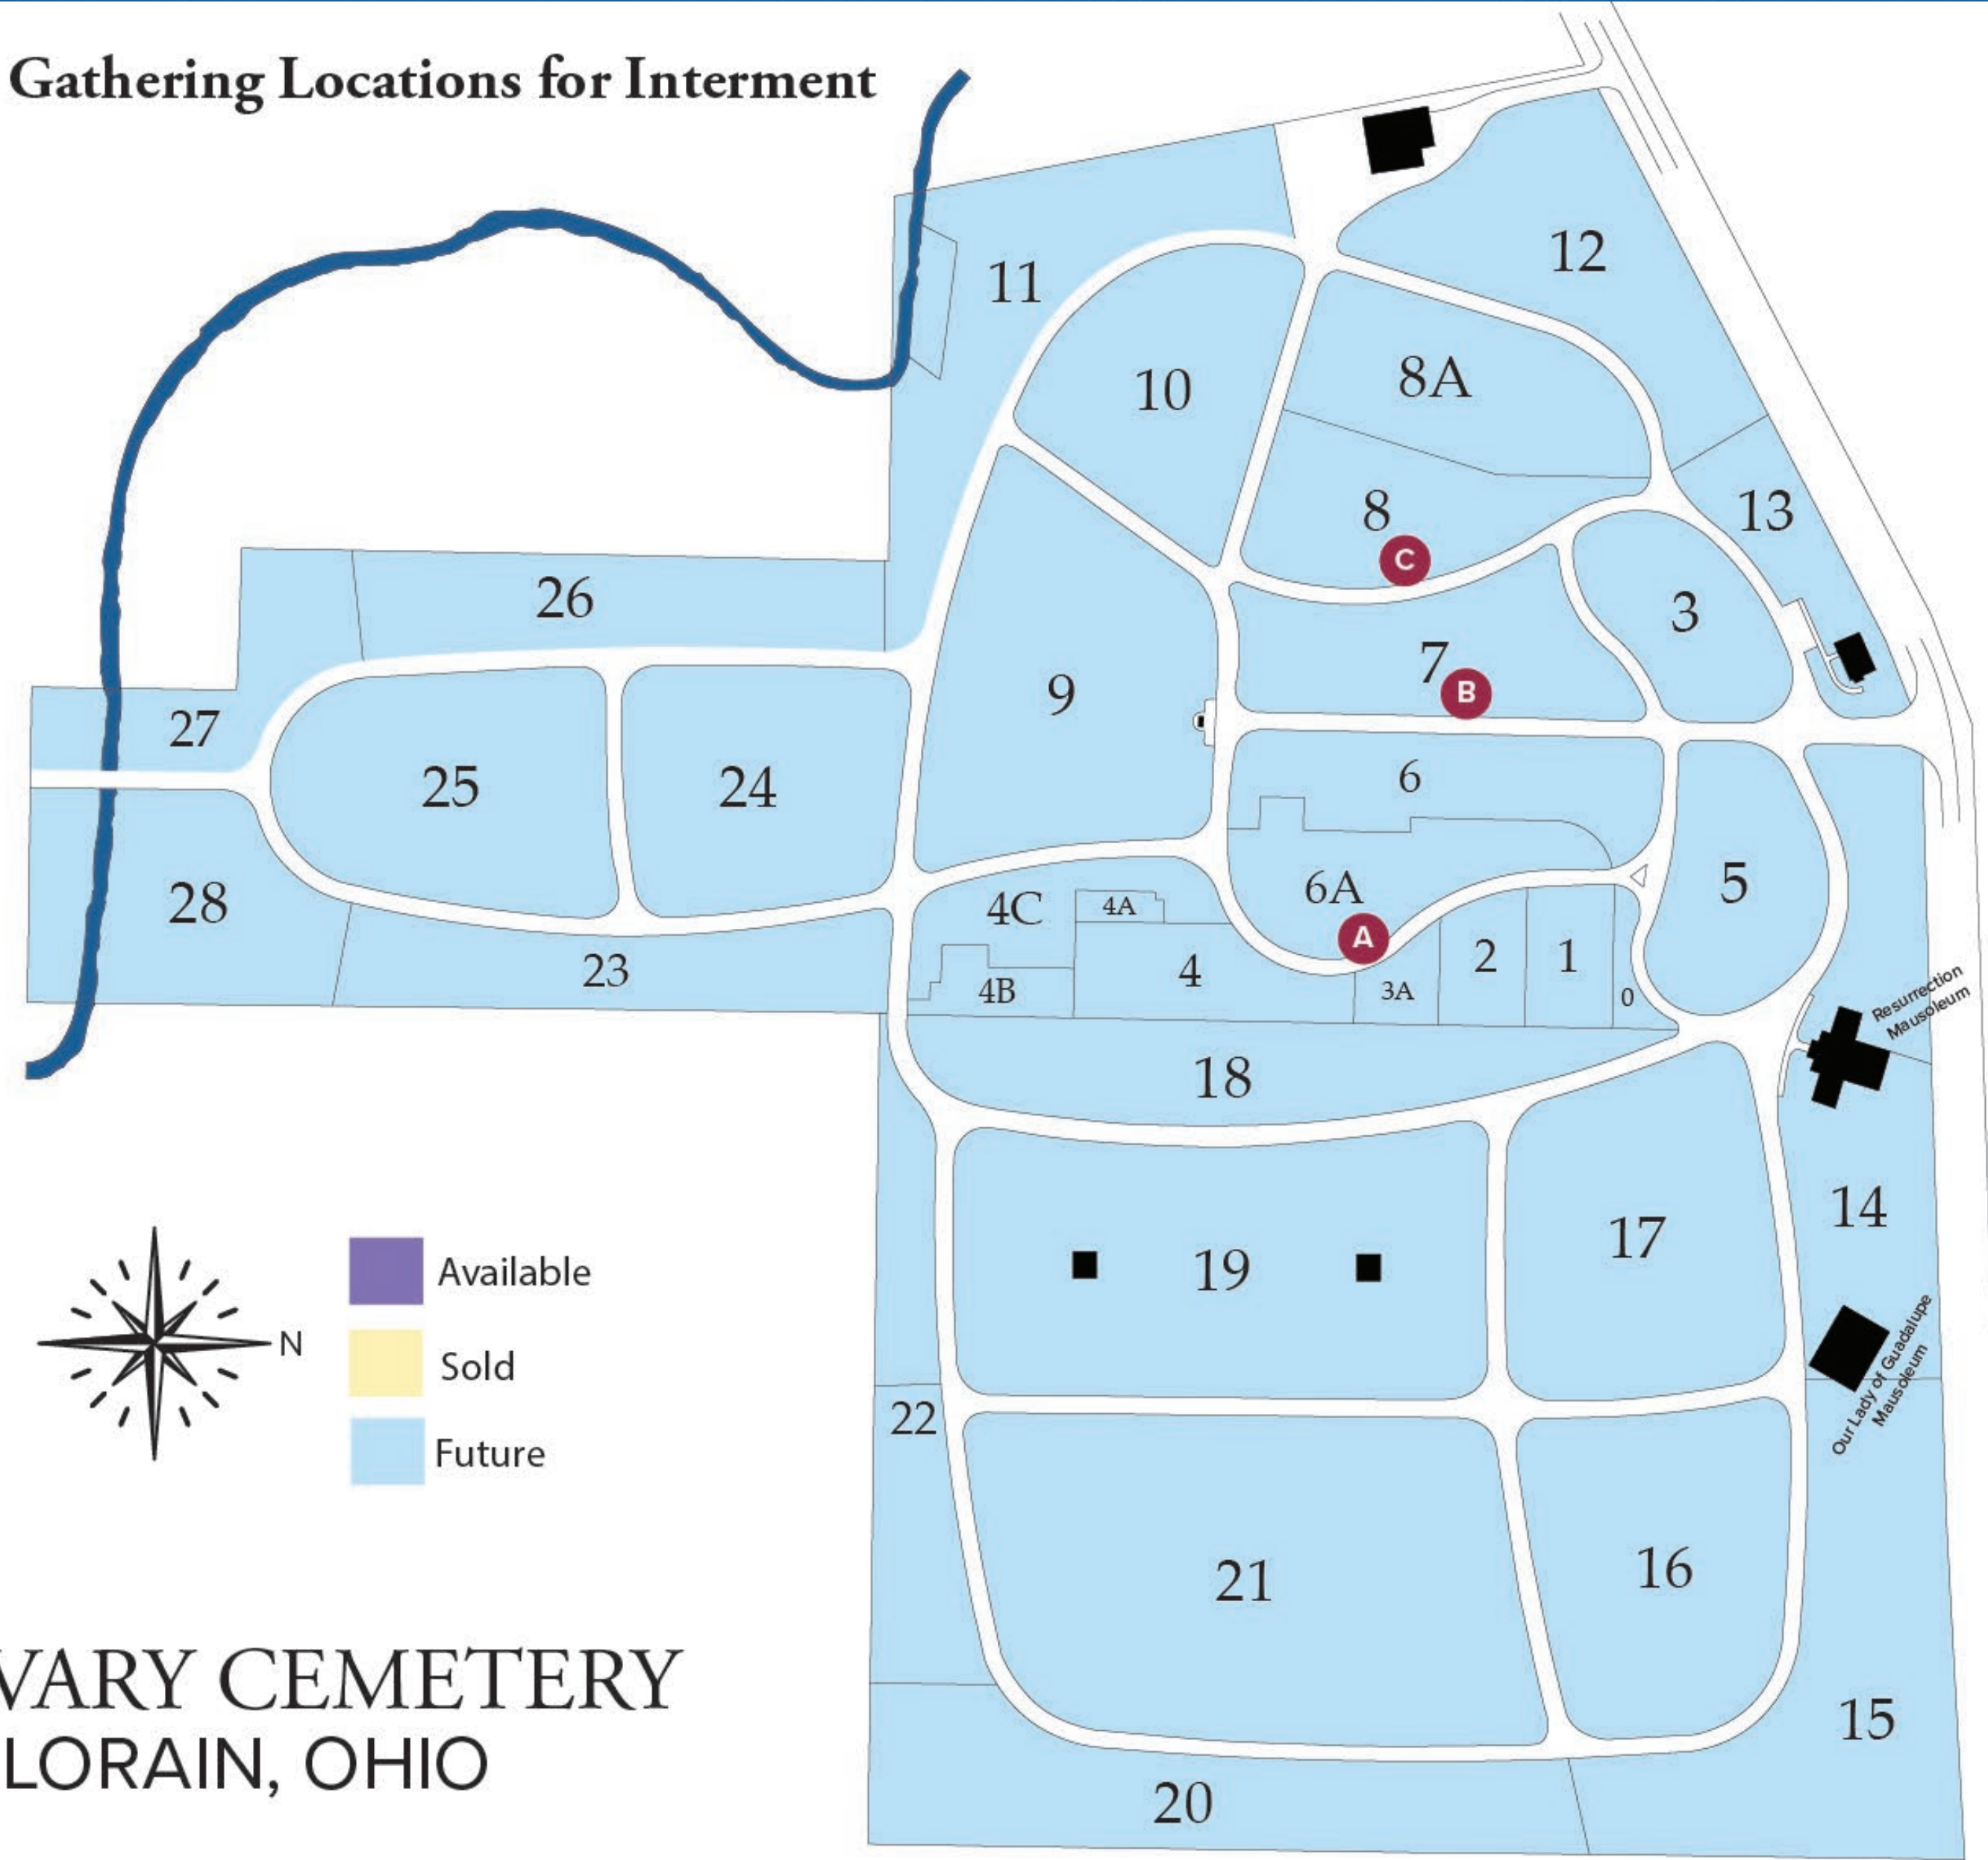 Gathering Locations for Interment
12
11
8A
10
8
13
C
26
3
7
B
9
27
6
25
24
5
6A
28
4C
4A
A
2
1
23
4
4B
3A
0
Resurrection
Mausoleum
18
14
17
19
N
Available
Sold
Future
Our Lady of Guadalupe
Mausoleum
22
21
16
15
20
VARY CEMETERY
LORAIN, OHIO